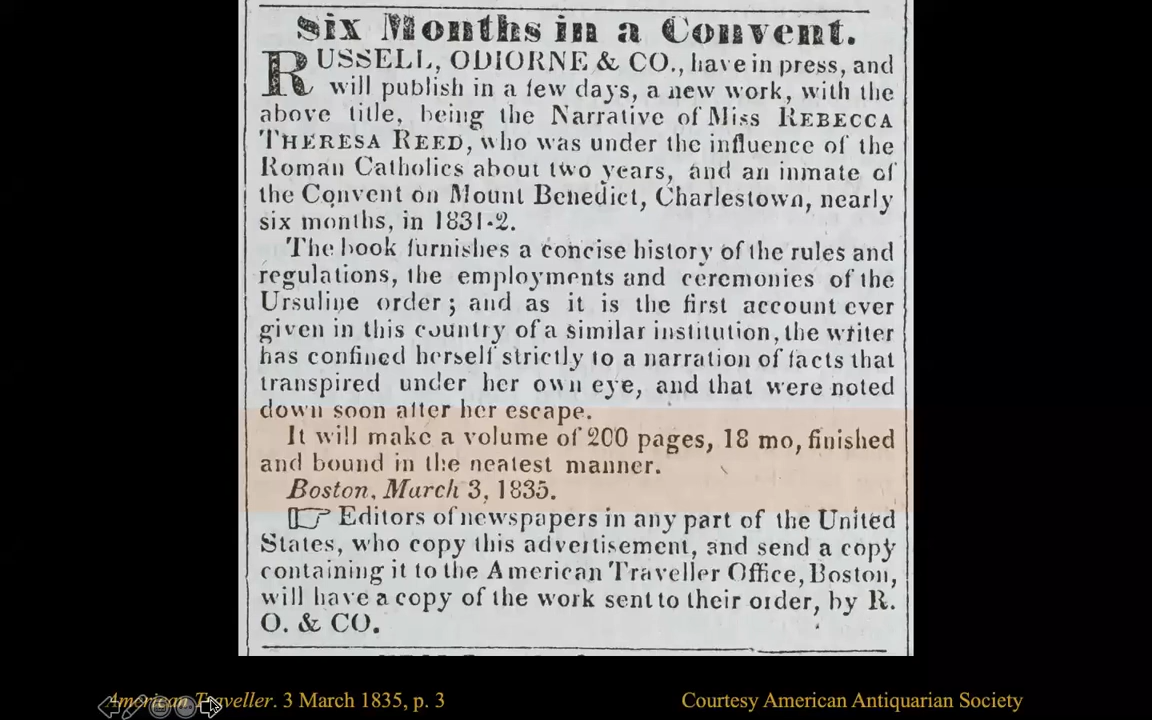 Six Months in a Convent.
RUSSELL, ODIORNE & CO., have in press, and
will publish in a few days, a new work, with the
above title, being the Narrative of Miss REBECCA
THERESA REED, who was under the influence of the
Roman Catholics about two years, and an inmate of
the Convent on Mount Benedict, Charlestown, nearly
six months, in 1831-2.
The book furnishes a concise history of the rules and
regulations, the employments and ceremonies of the
Ursuline order; and as it is the first account ever
given in this country of a similar institution, the writer
has confined herself strictly to a narration of facts that
transpired under her own eye, and that were noted
down soon after her escape.
It will make a volume of 200 pages, 18 mo, finished
and bound in the neatest manner.
Boston, March 3, 1835.
☞ Editors of newspapers in any part of the United
States, who copy this advertisement, and send a copy
containing it to the American Traveller Office, Boston,
will have a copy of the work sent to their order, by R.
O. & CO.
American Traveller. 3 March 1835, p. 3
Courtesy American Antiquarian Society